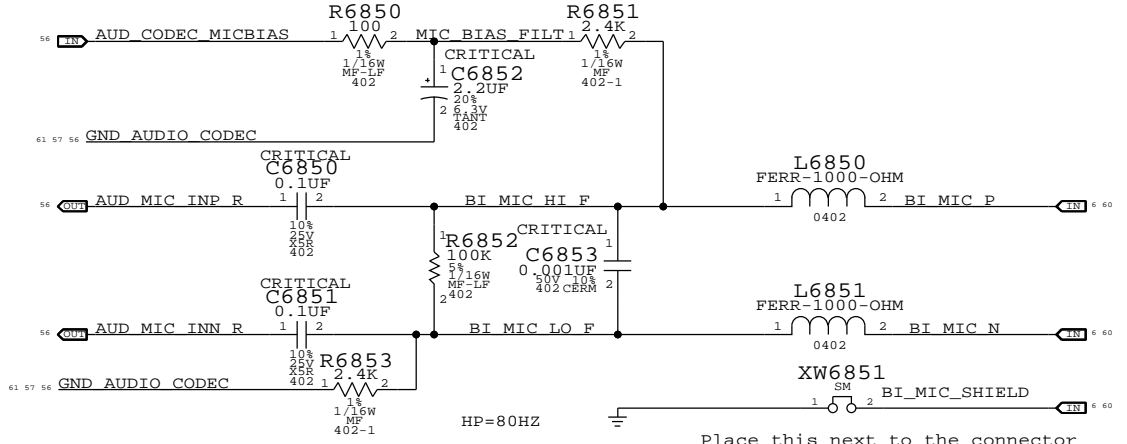 R6850
100
R6851
2.4K
56 IN AUD_CODEC_MICBIAS 1 2 MIC_BIAS_FILT 1 2
1%
1/16W
MF-LF
402
1%
1/16W
MF
402-1
CRITICAL
1 C6852
+ 2.2UF
20%
2 6.3V
TANT
402
61 57 56 GND_AUDIO_CODEC
CRITICAL
C6850
0.1UF
56 OUT AUD_MIC_INP_R 1 2 BI_MIC_HI_F
10%
25V
X5R
402
L6850
FERR-1000-OHM
1 2 BI_MIC_P IN 6 60
0402
1 R6852
100K
5%
1/16W
MF-LF
2 402
CRITICAL 1
C6853
0.001UF
50V 10%
402 CERM 2
CRITICAL
C6851
0.1UF
56 OUT AUD_MIC_INN_R 1 2 BI_MIC_LO_F
10%
25V
X5R
402
L6851
FERR-1000-OHM
1 2 BI_MIC_N IN 6 60
0402
R6853
2.4K
61 57 56 GND_AUDIO_CODEC 1 2
1%
1/16W
MF
402-1
HP=80HZ
XW6851
SM
1 2 BI_MIC_SHIELD IN 6 60
Place this next to the connector